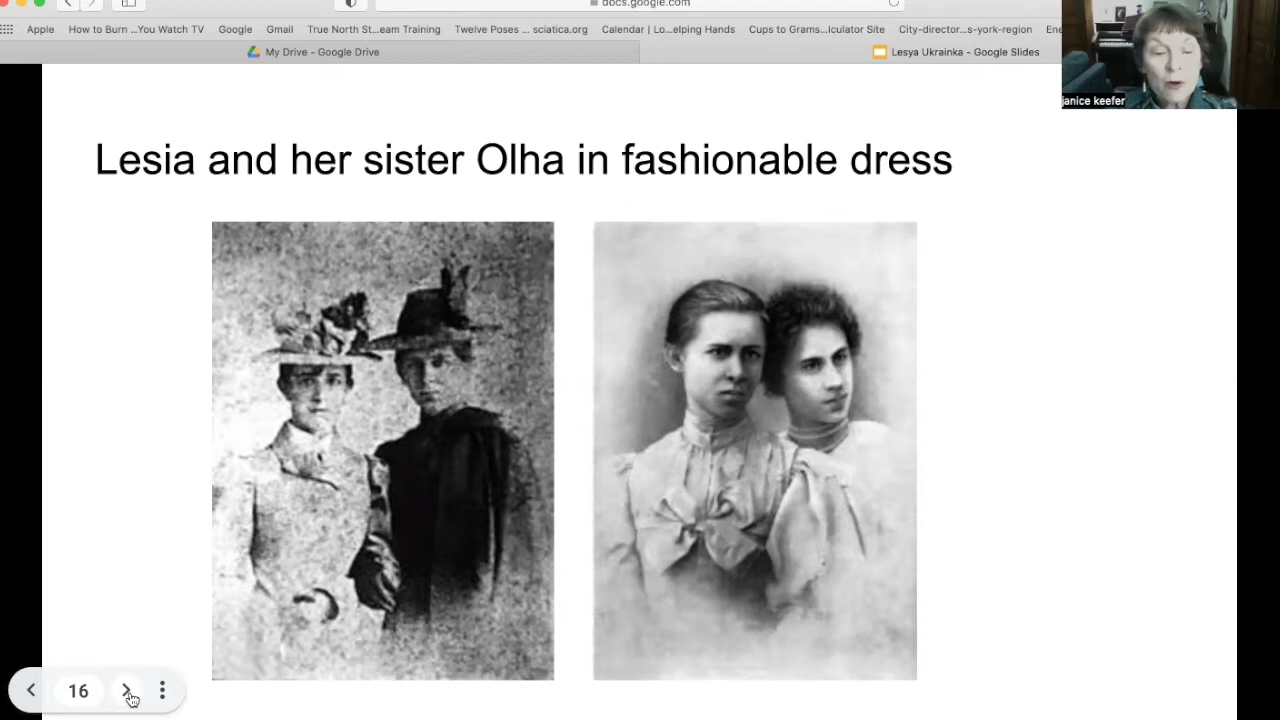 docs.google.com
Apple How to Burn ...You Watch TV Google Gmail True North St...eam Training Twelve Poses ... sciatica.org Calendar | Lo...elping Hands Cups to Grams...lculator Site City-director...s-york-region Ene
My Drive - Google Drive Lesya Ukrainka - Google Slides
janice keefer
Lesia and her sister Olha in fashionable dress
16